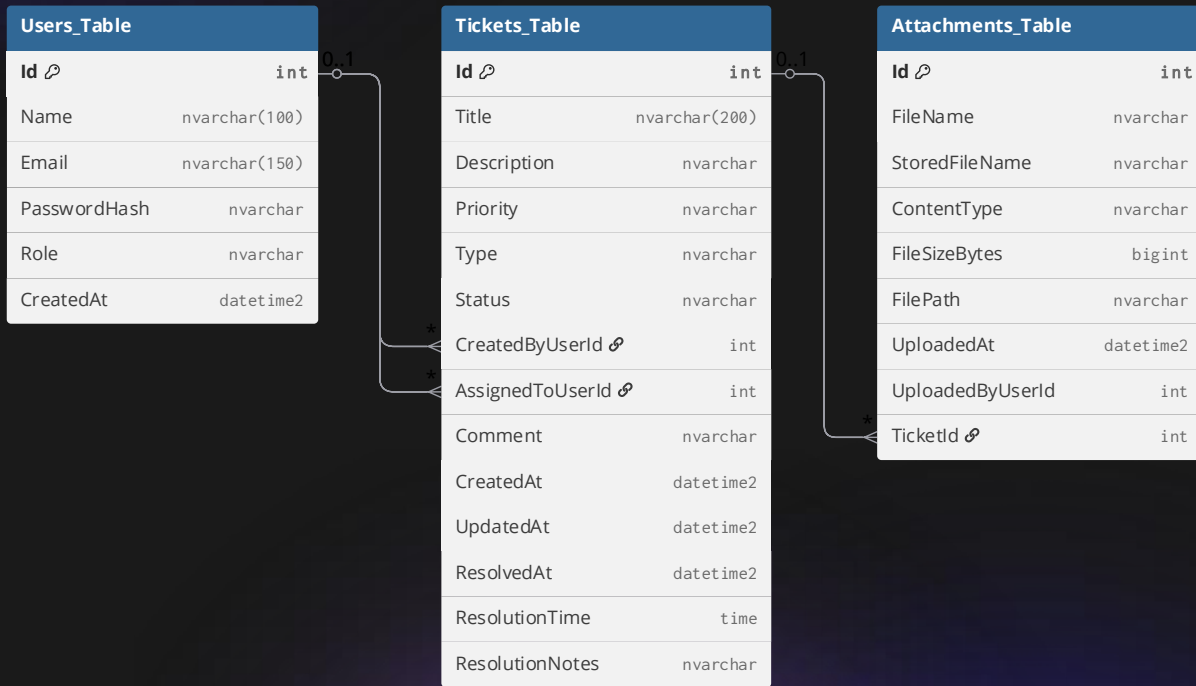 Users_Table
Id int
Name nvarchar(100)
Email nvarchar(150)
PasswordHash nvarchar
Role nvarchar
CreatedAt datetime2
0..1
*
*
Tickets_Table
Id int
Title nvarchar(200)
Description nvarchar
Priority nvarchar
Type nvarchar
Status nvarchar
CreatedByUserId int
AssignedToUserId int
Comment nvarchar
CreatedAt datetime2
UpdatedAt datetime2
ResolvedAt datetime2
ResolutionTime time
ResolutionNotes nvarchar
0..1
*
Attachments_Table
Id int
FileName nvarchar
StoredFileName nvarchar
ContentType nvarchar
FileSizeBytes bigint
FilePath nvarchar
UploadedAt datetime2
UploadedByUserId int
TicketId int